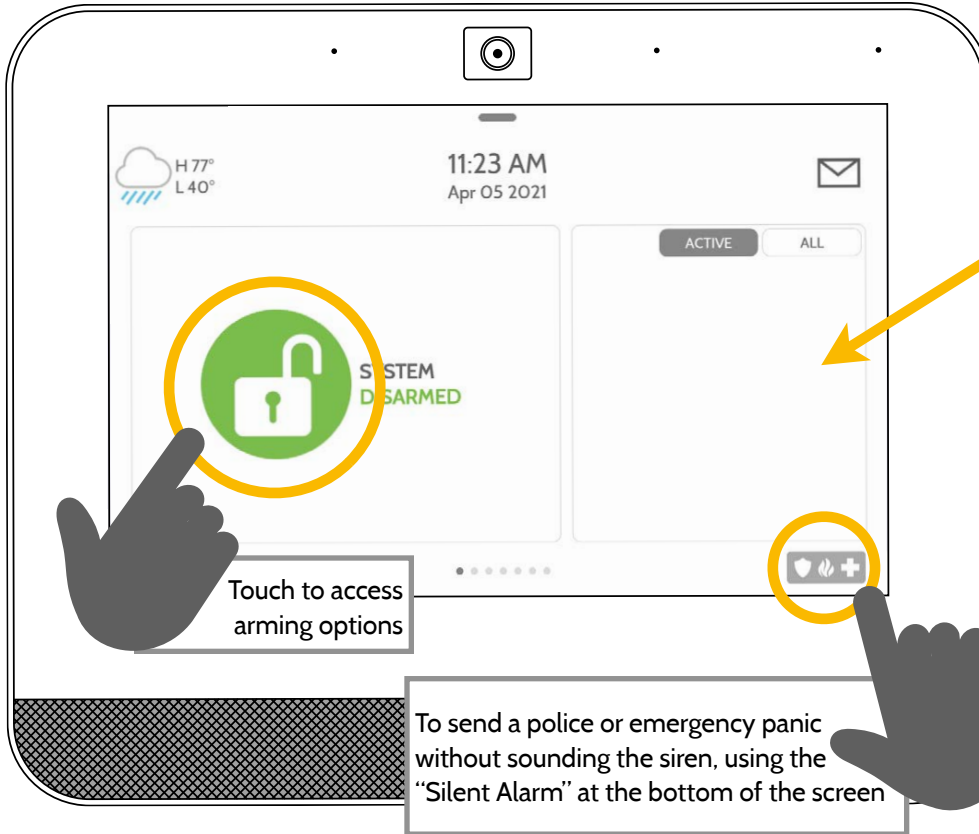 H 77°
L 40°
11:23 AM
Apr 05 2021
ACTIVE
ALL
SYSTEM
DISARMED
Touch to access
arming options
To send a police or emergency panic
without sounding the siren, using the
“Silent Alarm” at the bottom of the screen